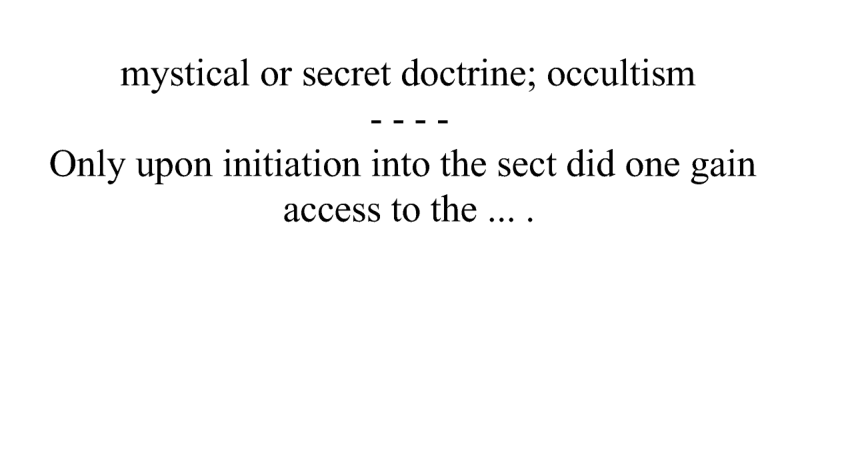 mystical or secret doctrine; occultism
- - - -
Only upon initiation into the sect did one gain
access to the ... .